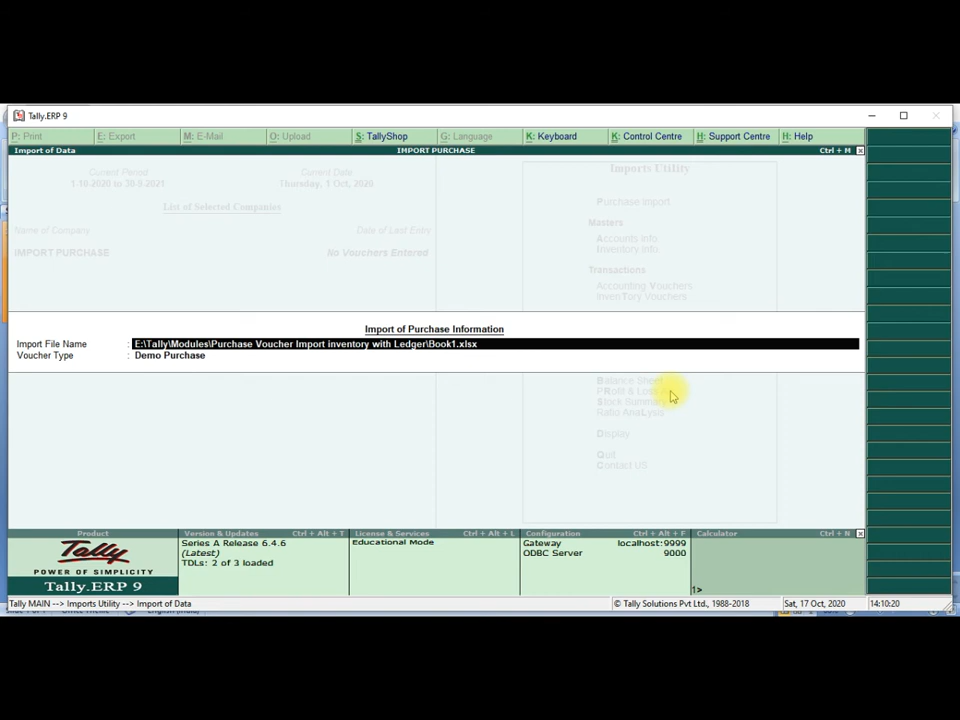 Tally.ERP 9
P: Print E: Export M: E-Mail O: Upload S: TallyShop G: Language K: Keyboard K: Control Centre H: Support Centre H: Help
Import of Data IMPORT PURCHASE Ctrl + M
Current Period Current Date
1-10-2020 to 30-9-2021 Thursday, 1 Oct, 2020
List of Selected Companies
Name of Company Date of Last Entry
IMPORT PURCHASE No Vouchers Entered
Imports Utility
Purchase Import
Masters
Accounts Info
Inventory Info
Transactions
Accounting Vouchers
InvenTory Vouchers
Import of Purchase Information
Import File Name : E:\Tally\Modules\Purchase Voucher Import inventory with Ledger\Book1.xlsx
Voucher Type : Demo Purchase
Balance Sheet
PRofit & Loss
Stock Summary
Ratio AnaLysis
Display
Quit
Contact US
Product
Tally
POWER OF SIMPLICITY
Tally.ERP 9
Version & Updates Ctrl + Alt + T
Series A Release 6.4.6
(Latest)
TDLs: 2 of 3 loaded
License & Services Ctrl + Alt + L
Educational Mode
Configuration Ctrl + Alt + F
Gateway localhost:9999
ODBC Server 9000
Calculator Ctrl + N
1>
Tally MAIN --> Imports Utility --> Import of Data © Tally Solutions Pvt Ltd., 1988-2018 Sat, 17 Oct, 2020 14:10:20